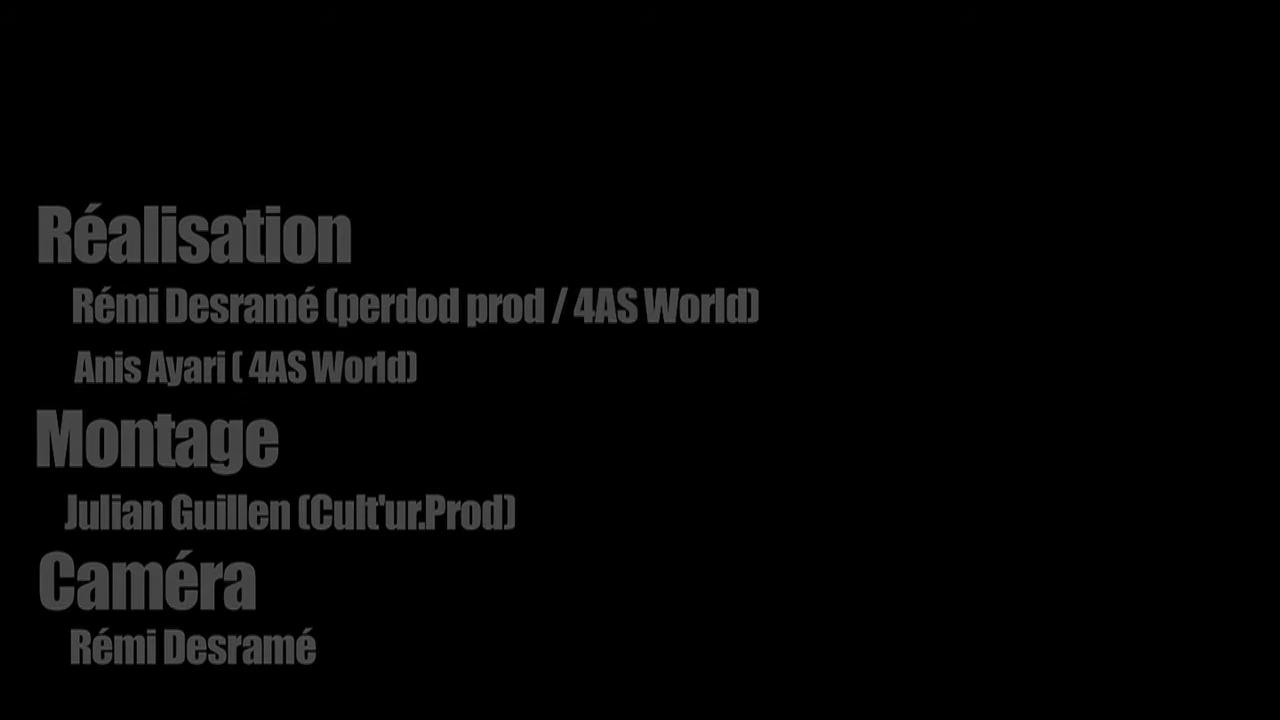 Réalisation
Rémi Desramé (perdod prod / 4AS World)
Anis Ayari ( 4AS World)
Montage
Julian Guillen (Cult'ur.Prod)
Caméra
Rémi Desramé